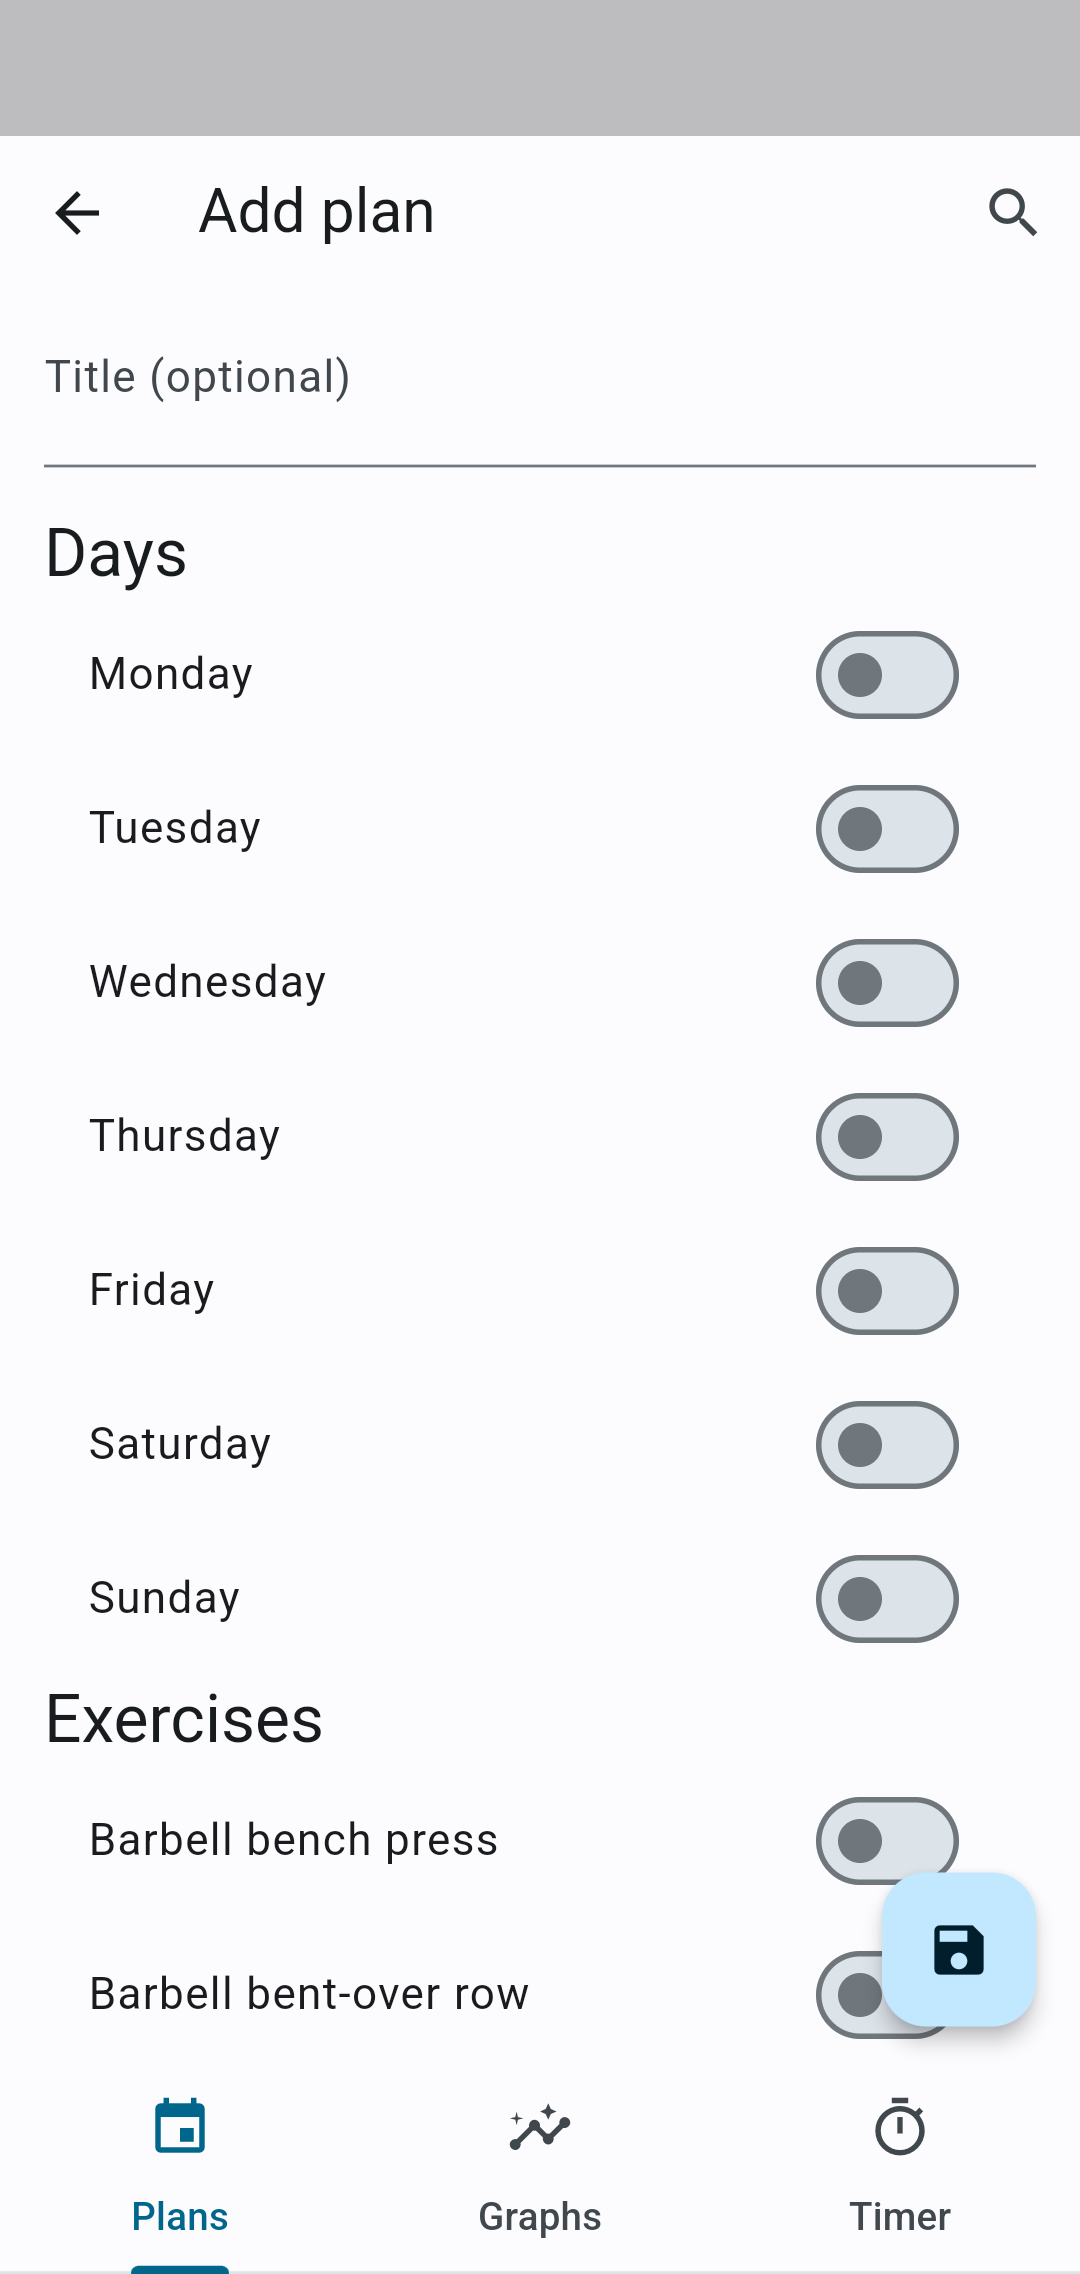 Add plan
Title (optional)
Days
Monday
Tuesday
Wednesday
Thursday
Friday
Saturday
Sunday
Exercises
Barbell bench press
Barbell bent-over row
Plans
Graphs
Timer